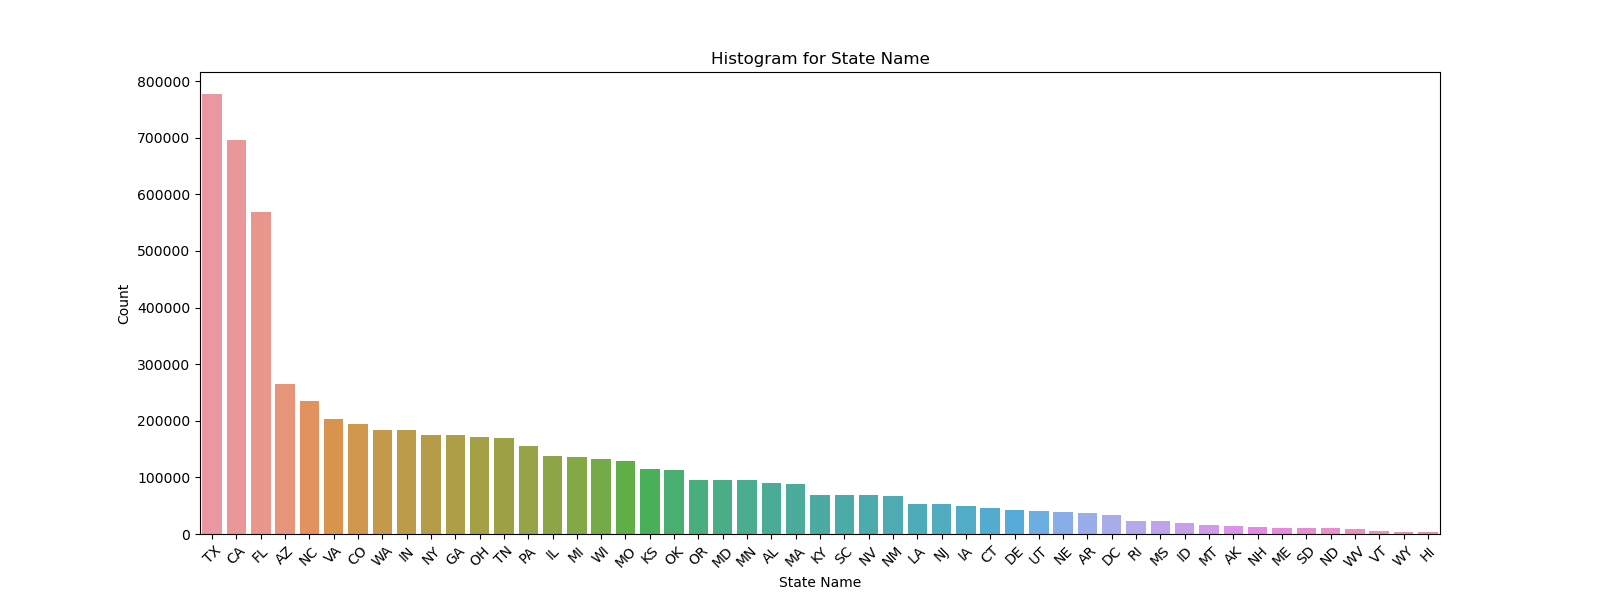 Histogram for State Name
800000
700000
600000
500000
400000
300000
200000
100000
0
Count
TX CA FL AZ NC VA CO WA IN NY GA OH TN PA IL MI WI MO KS OK OR MD MN AL MA KY SC NV NM LA NJ IA CT DE UT NE AR DC RI MS ID MT AK NH ME SD ND WV VT WY HI
State Name